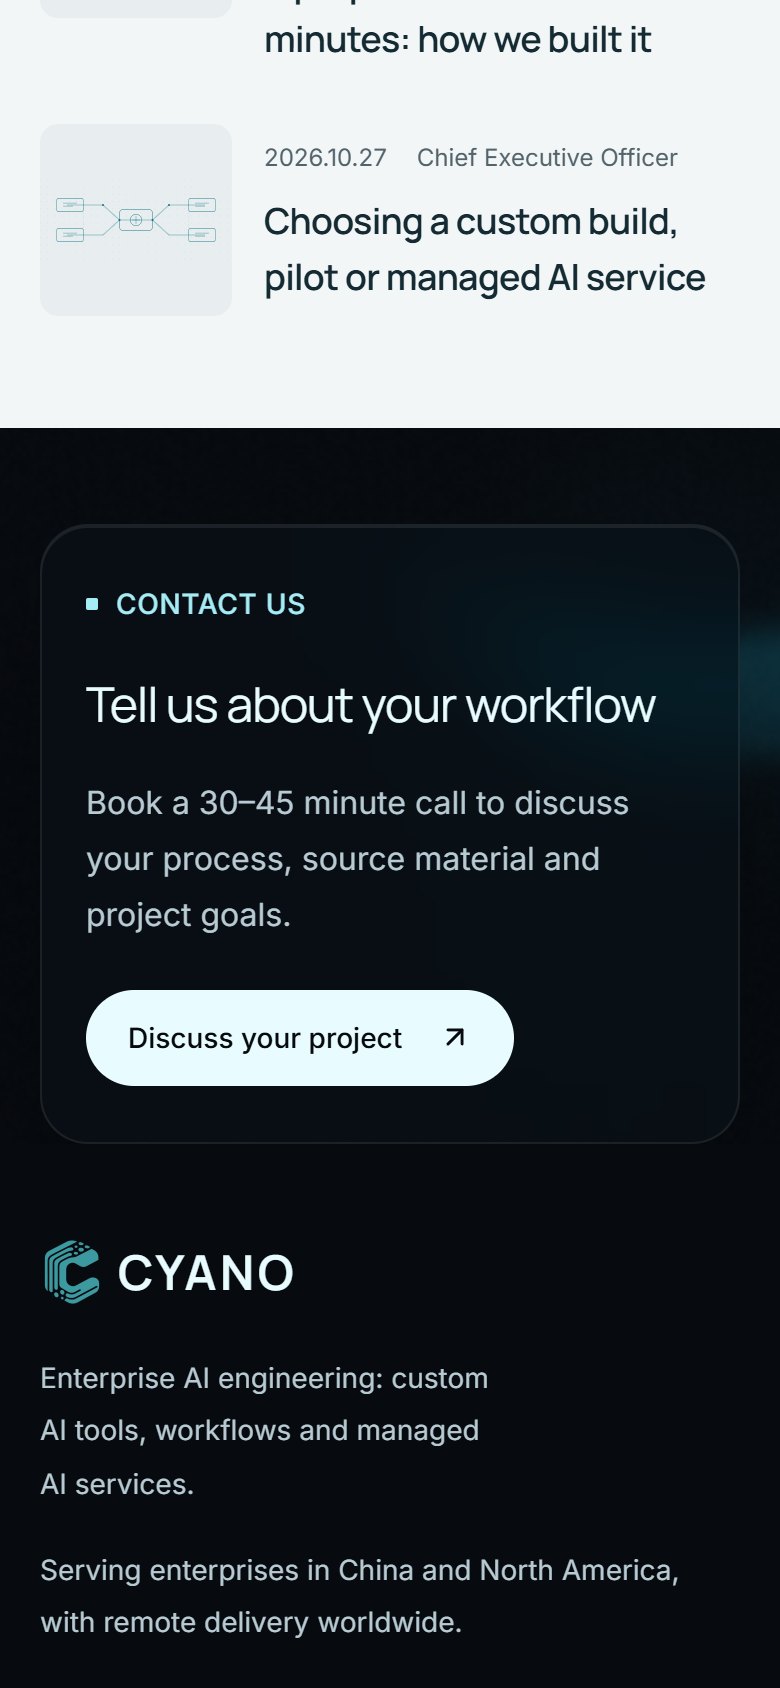 minutes: how we built it
2026.10.27 Chief Executive Officer
Choosing a custom build,
pilot or managed AI service
CONTACT US
Tell us about your workflow
Book a 30–45 minute call to discuss
your process, source material and
project goals.
Discuss your project
CYANO
Enterprise AI engineering: custom
AI tools, workflows and managed
AI services.
Serving enterprises in China and North America,
with remote delivery worldwide.